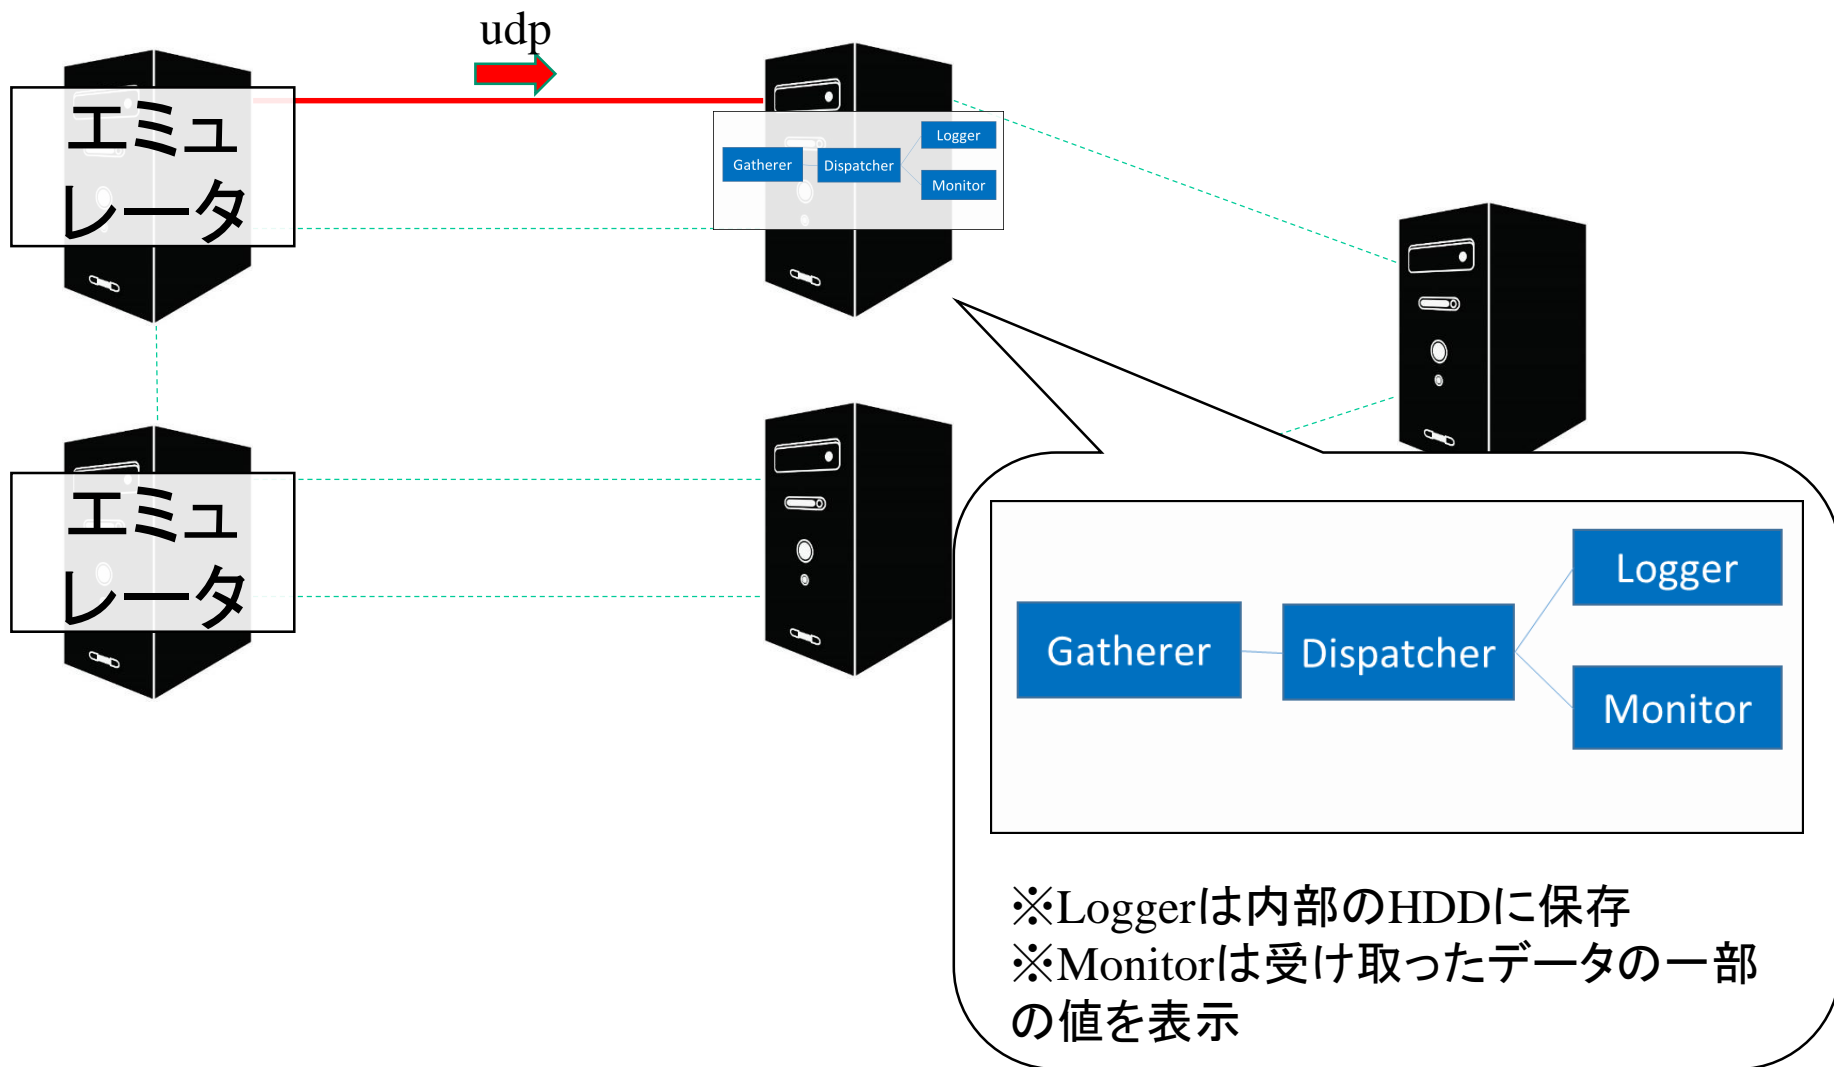 udp
エミュ
レータ
Logger
Gatherer
Dispatcher
Monitor
エミュ
レータ
Logger
Gatherer
Dispatcher
Monitor
※Loggerは内部のHDDに保存
※Monitorは受け取ったデータの一部
の値を表示